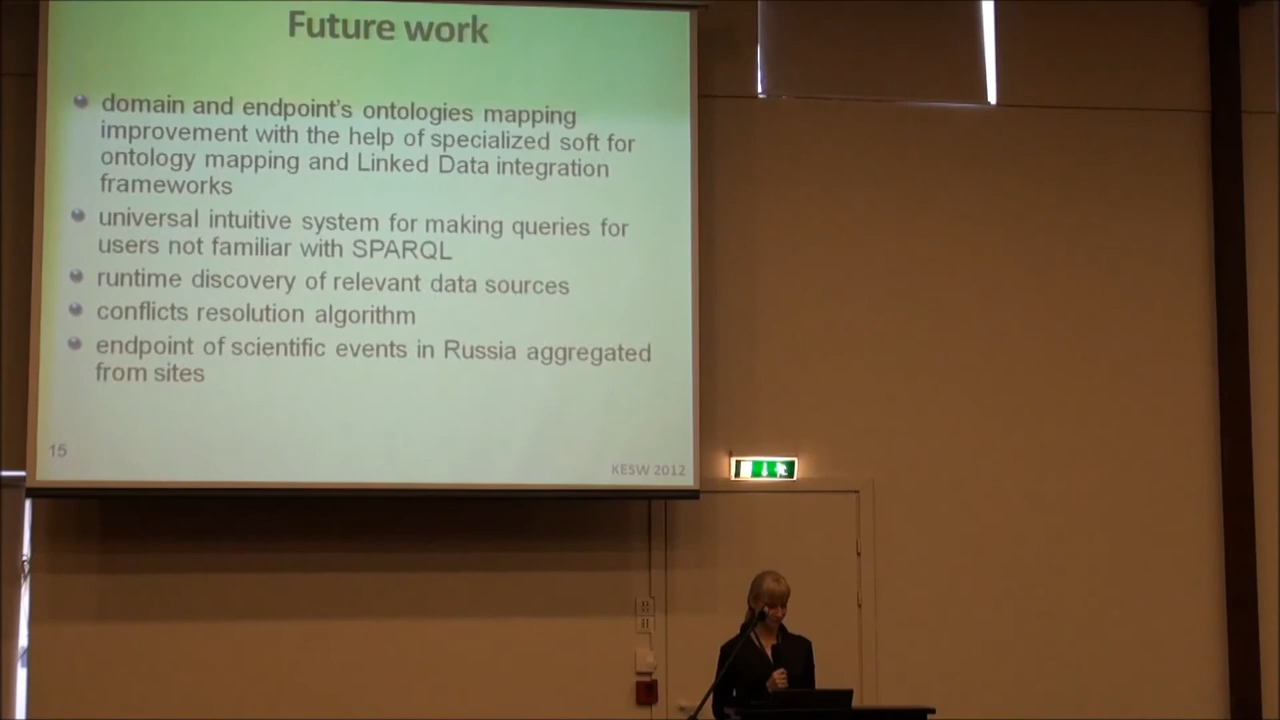 Future work
domain and endpoint's ontologies mapping
improvement with the help of specialized soft for
ontology mapping and Linked Data integration
frameworks
universal intuitive system for making queries for
users not familiar with SPARQL
runtime discovery of relevant data sources
conflicts resolution algorithm
endpoint of scientific events in Russia aggregated
from sites
15
KESW 2012